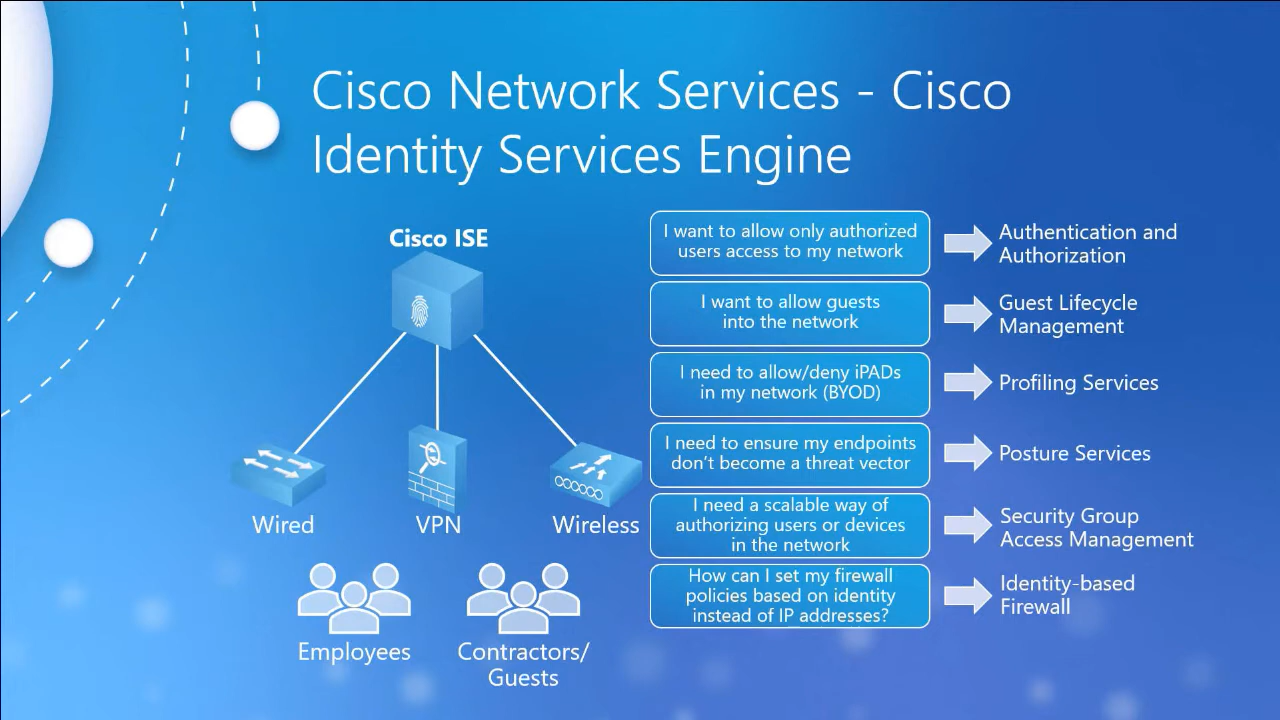 Cisco Network Services - Cisco
Identity Services Engine
Cisco ISE
Wired
VPN
Wireless
Employees
Contractors/
Guests
I want to allow only authorized
users access to my network
Authentication and
Authorization
I want to allow guests
into the network
Guest Lifecycle
Management
I need to allow/deny iPADs
in my network (BYOD)
Profiling Services
I need to ensure my endpoints
don't become a threat vector
Posture Services
I need a scalable way of
authorizing users or devices
in the network
Security Group
Access Management
How can I set my firewall
policies based on identity
instead of IP addresses?
Identity-based
Firewall